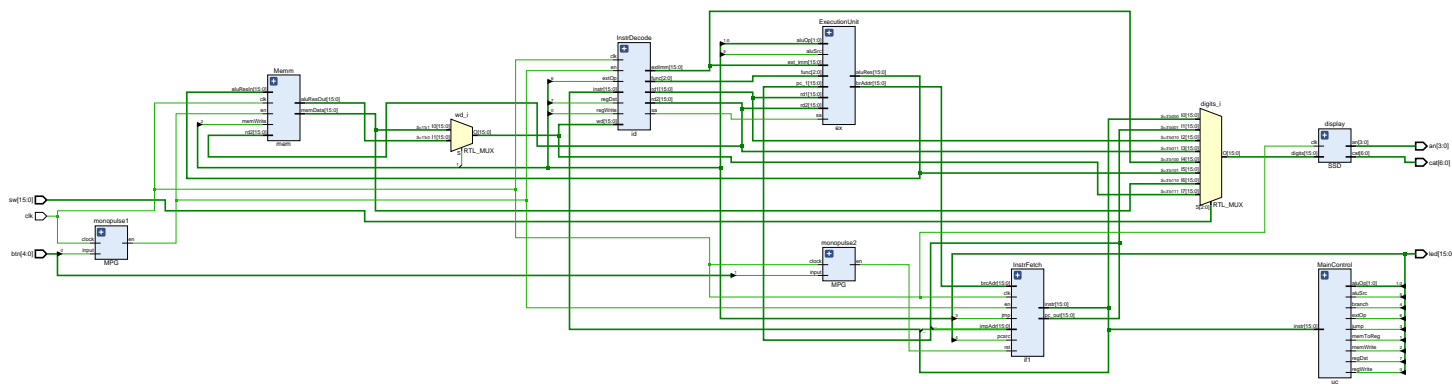 ExecutionUnit
aluOp[1:0]
aluSrc
ext_imm[15:0]
func[2:0]
pc_1[15:0]
rd1[15:0]
rd2[15:0]
sa
aluRes[15:0]
brAddr[15:0]
ex
InstrDecode
clk
en
extOp
instr[15:0]
regDst
regWrite
wd[15:0]
extImm[15:0]
func[2:0]
rd1[15:0]
rd2[15:0]
sa
id
Memm
aluResIn[15:0]
clk
en
memWrite
rd2[15:0]
aluResOut[15:0]
memData[15:0]
mem
wd_i
I0[15:0]
I1[15:0]
S
O[15:0]
RTL_MUX
digits_i
I0[15:0]
I1[15:0]
I2[15:0]
I3[15:0]
I4[15:0]
I5[15:0]
I6[15:0]
I7[15:0]
S[2:0]
O[15:0]
RTL_MUX
display
clk
digits[15:0]
an[3:0]
cat[6:0]
SSD
an[3:0]
cat[6:0]
sw[15:0]
clk
btn[4:0]
monopulse1
clock
input
en
MPG
monopulse2
clock
input
en
MPG
InstrFetch
brcAdr[15:0]
clk
en
jmp
jmpAdr[15:0]
pcsrc
rst
instr[15:0]
pc_out[15:0]
if1
MainControl
instr[15:0]
aluOp[1:0]
aluSrc
branch
extOp
jump
memToReg
memWrite
regDst
regWrite
uc
led[15:0